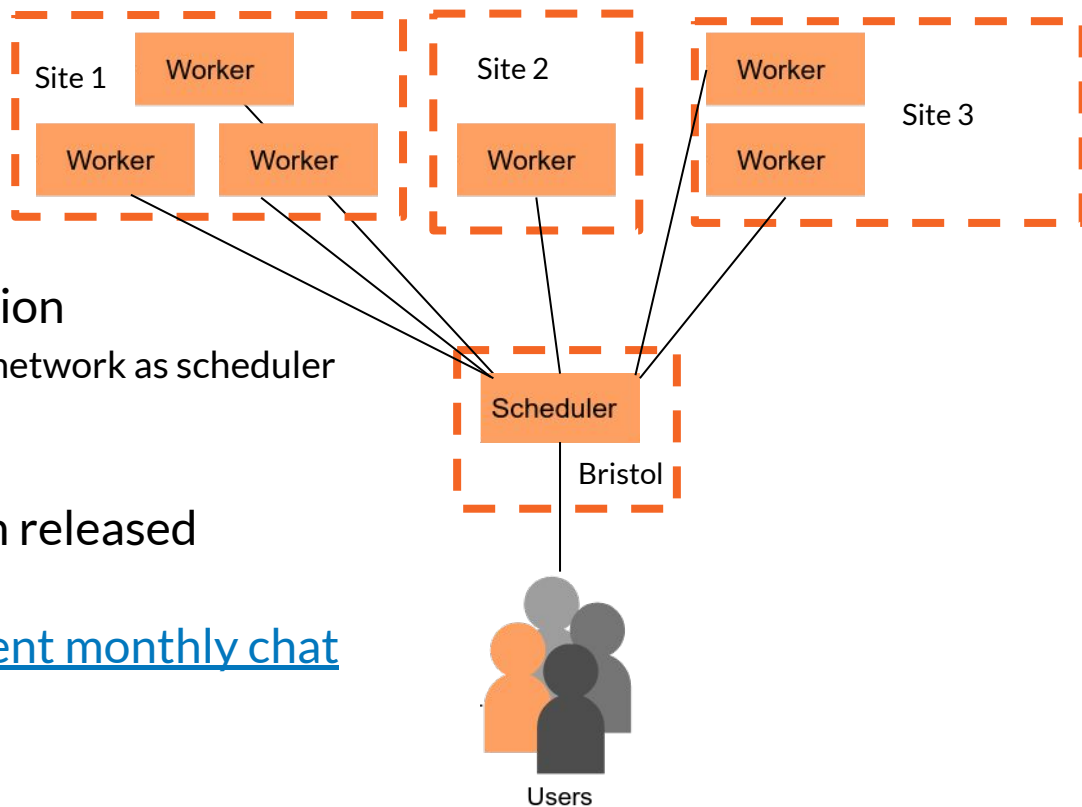 Worker
Site 1
Worker
Worker
Site 2
Worker
Worker
Worker
Site 3
ion
network as scheduler
Scheduler
Bristol
released
ent monthly chat
Users